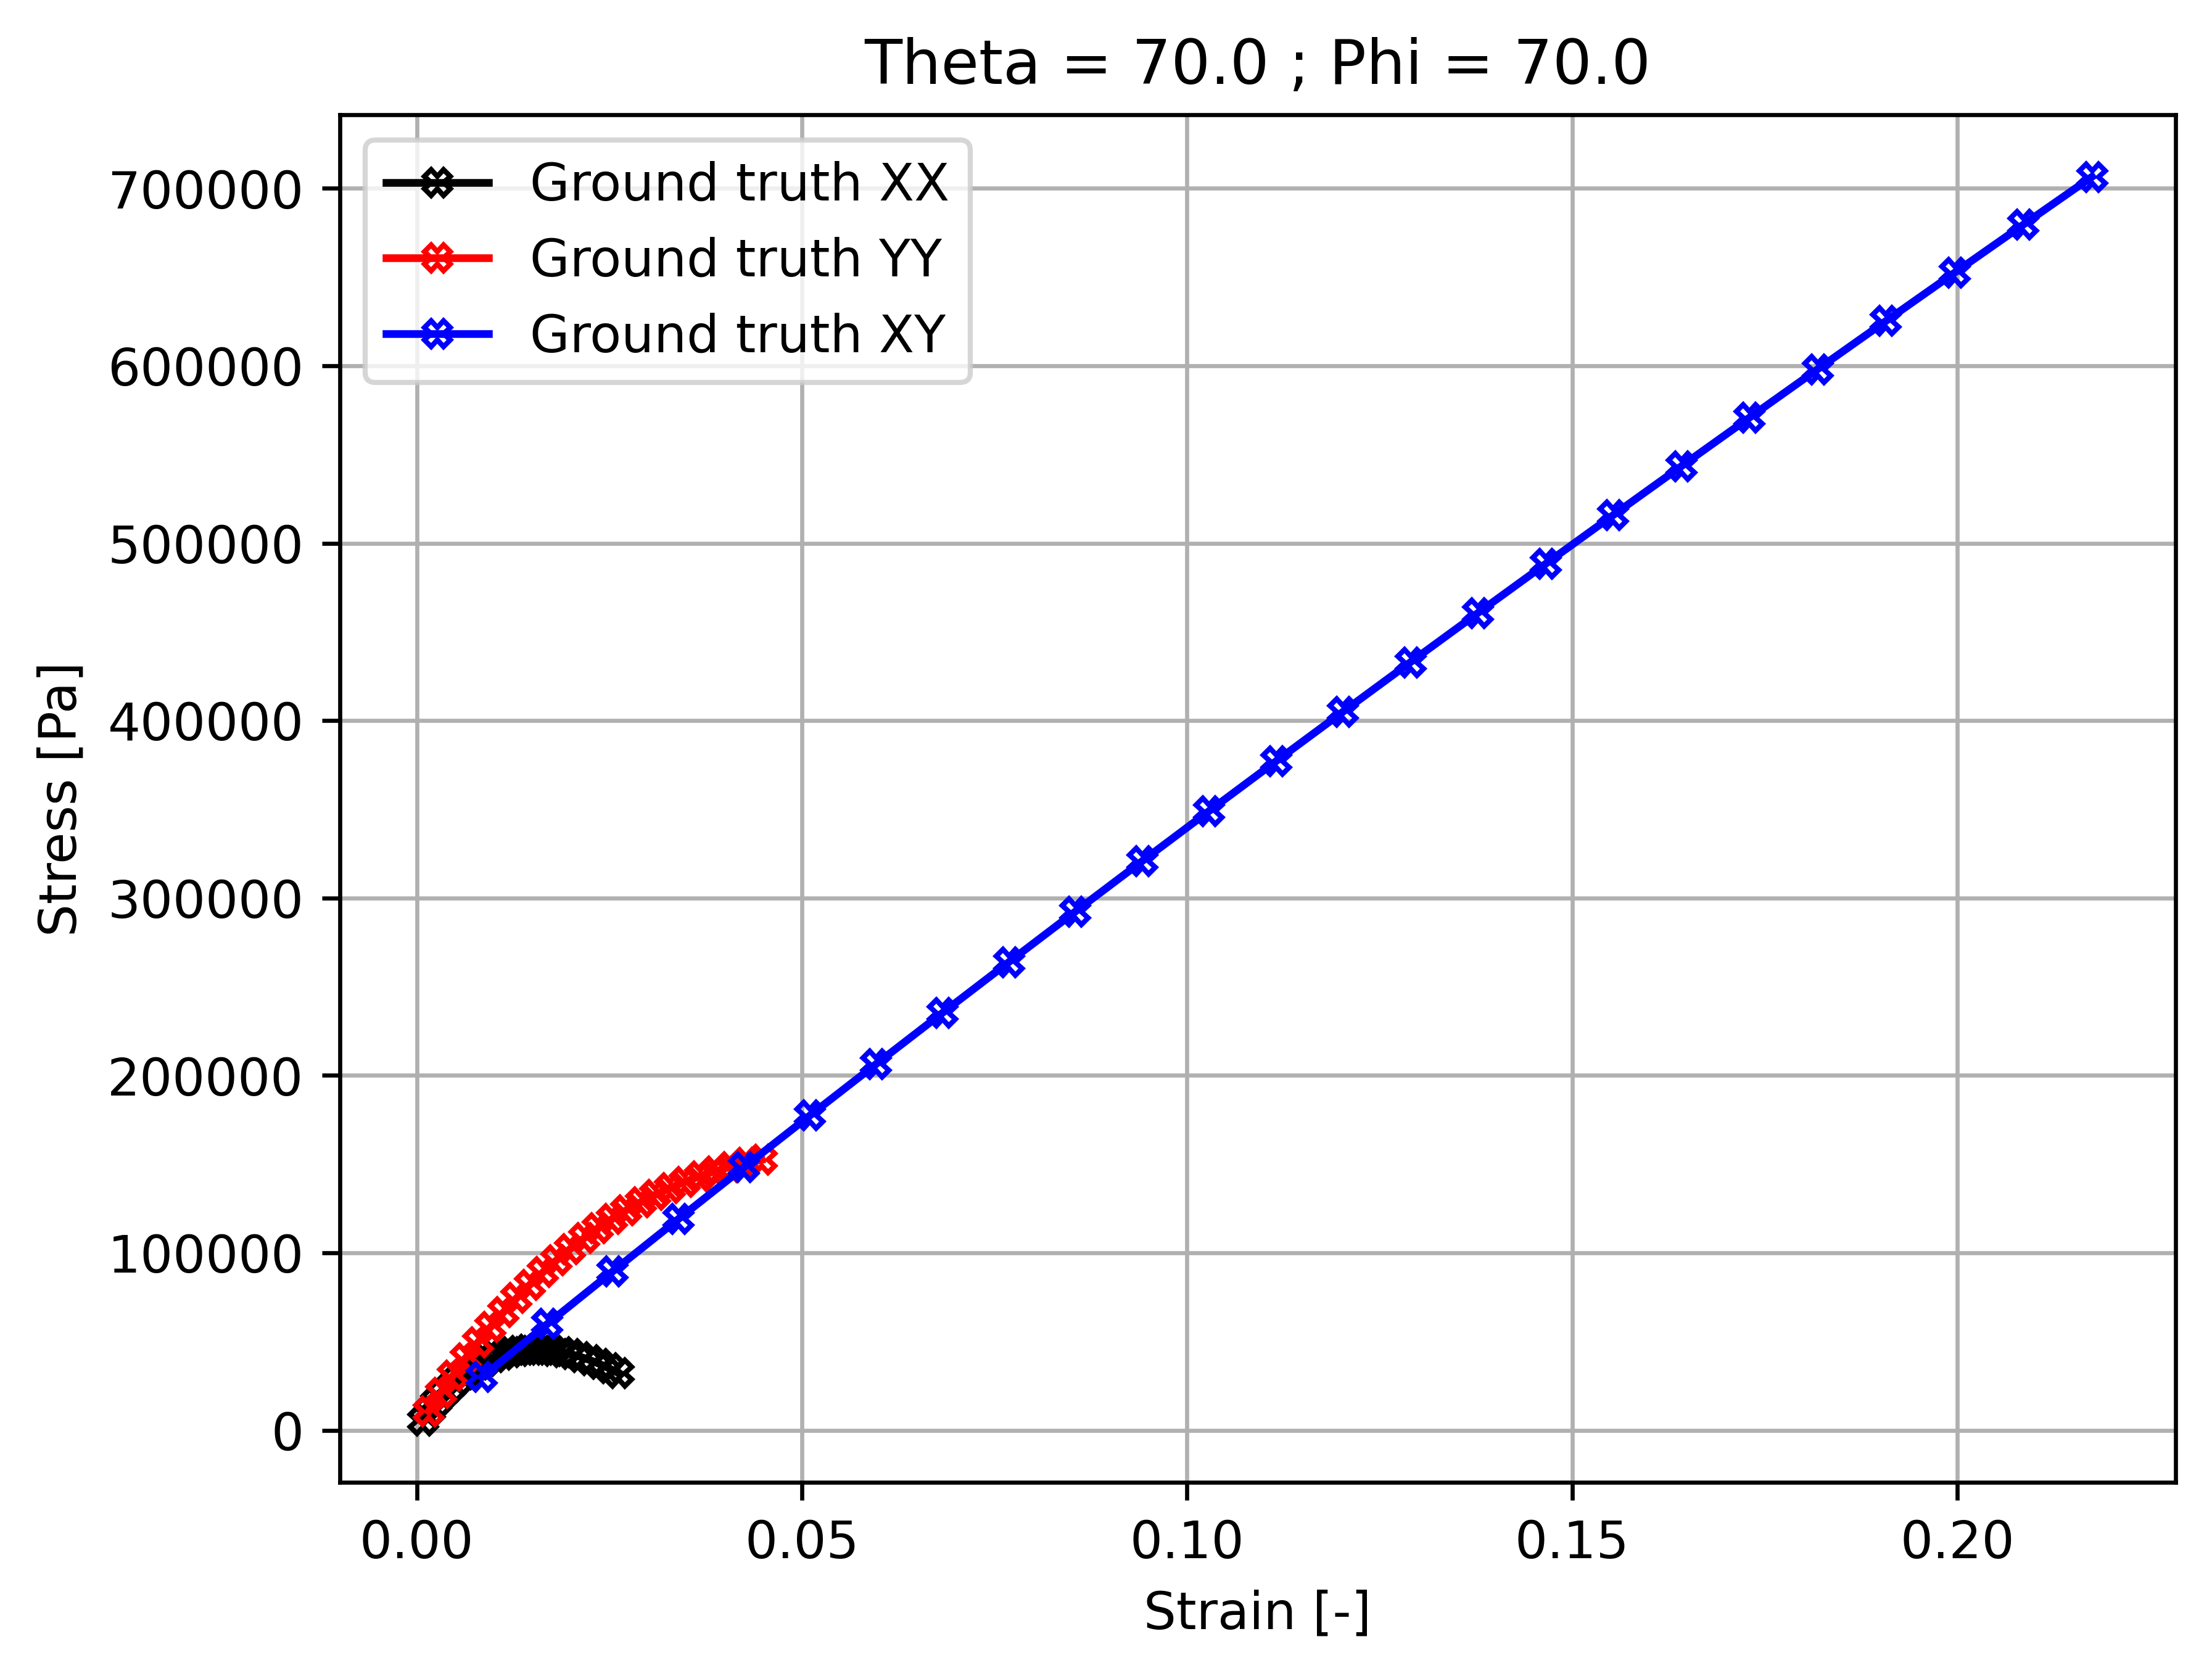 Theta = 70.0 ; Phi = 70.0
Ground truth XX
Ground truth YY
Ground truth XY
700000
600000
500000
400000
300000
200000
100000
0
Stress [Pa]
0.00
0.05
0.10
0.15
0.20
Strain [-]